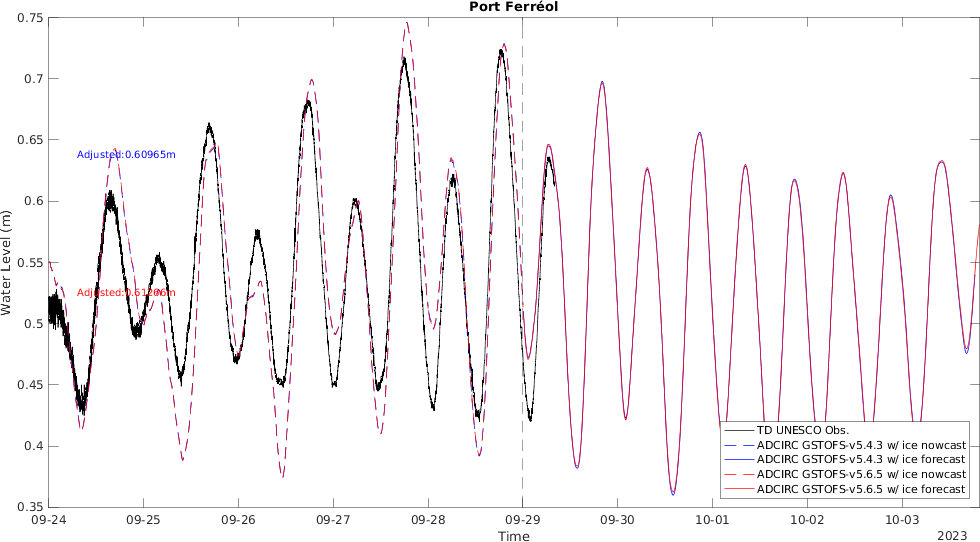 Port Ferréol
0.75
0.7
0.65
0.6
0.55
0.5
0.45
0.4
0.35
Water Level (m)
Adjusted:0.60965m
Adjusted:0.61266m
TD UNESCO Obs.
ADCIRC GSTOFS-v5.4.3 w/ ice nowcast
ADCIRC GSTOFS-v5.4.3 w/ ice forecast
ADCIRC GSTOFS-v5.6.5 w/ ice nowcast
ADCIRC GSTOFS-v5.6.5 w/ ice forecast
09-24 09-25 09-26 09-27 09-28 09-29 09-30 10-01 10-02 10-03
Time
2023